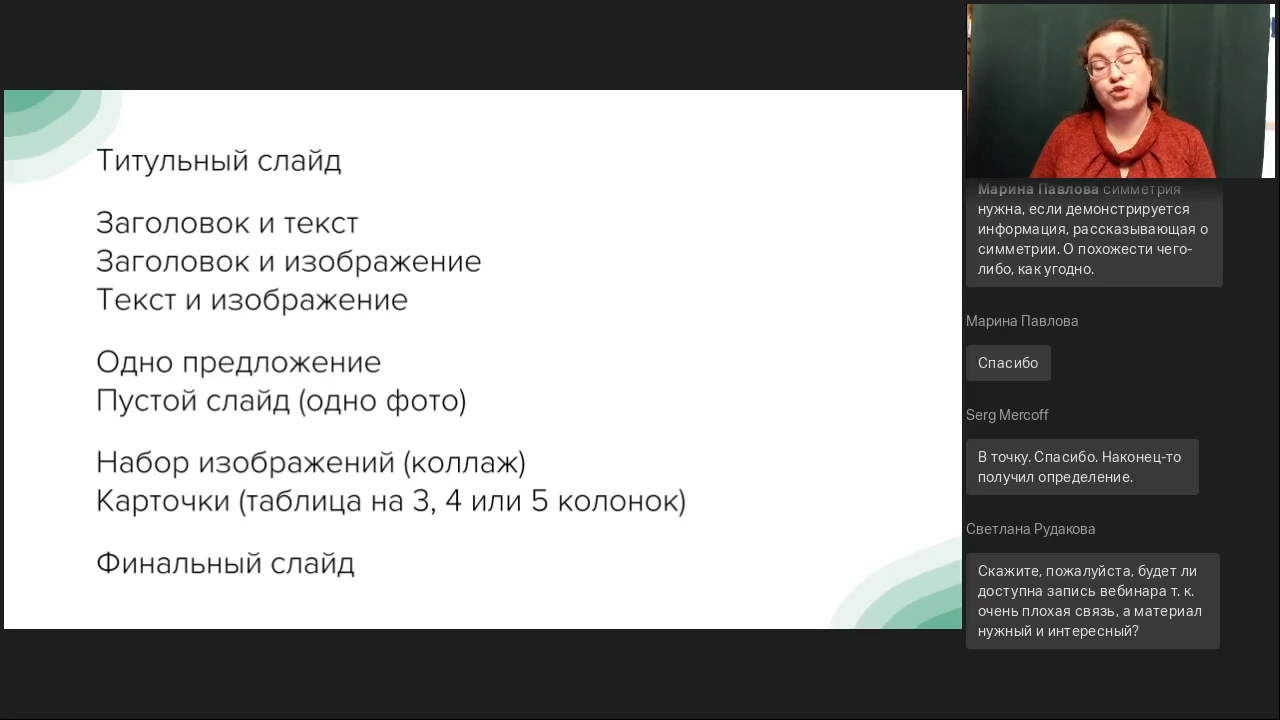 Титульный слайд
Заголовок и текст
Заголовок и изображение
Текст и изображение
Одно предложение
Пустой слайд (одно фото)
Набор изображений (коллаж)
Карточки (таблица на 3, 4 или 5 колонок)
Финальный слайд
Марина Павлова симметрия
нужна, если демонстрируется
информация, рассказывающая о
симметрии. О похожести чего-
либо, как угодно.
Марина Павлова
Спасибо
Serg Mercoff
В точку. Спасибо. Наконец-то
получил определение.
Светлана Рудакова
Скажите, пожалуйста, будет ли
доступна запись вебинара т. к.
очень плохая связь, а материал
нужный и интересный?